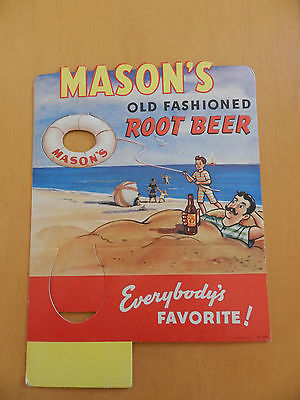 MASON'S
OLD FASHIONED
ROOT BEER
MASON'S
Everybody's
FAVORITE!